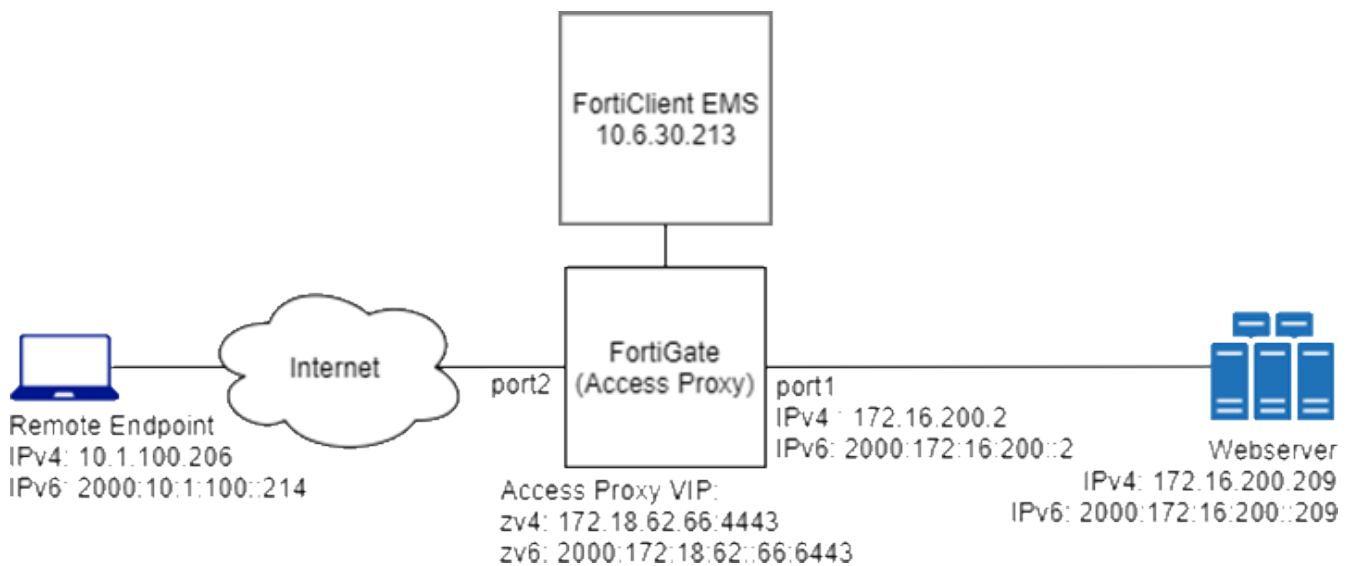 FortiClient EMS
10.6.30.213
Internet
port2
FortiGate
(Access Proxy)
port1
IPv4 : 172.16.200.2
IPv6: 2000:172:16:200::2
Remote Endpoint
IPv4: 10.1.100.206
IPv6: 2000:10:1:100::214
Access Proxy VIP:
zv4: 172.18.62.66:4443
zv6: 2000:172:18:62::66:6443
Webserver
IPv4: 172.16.200.209
IPv6: 2000:172:16:200::209